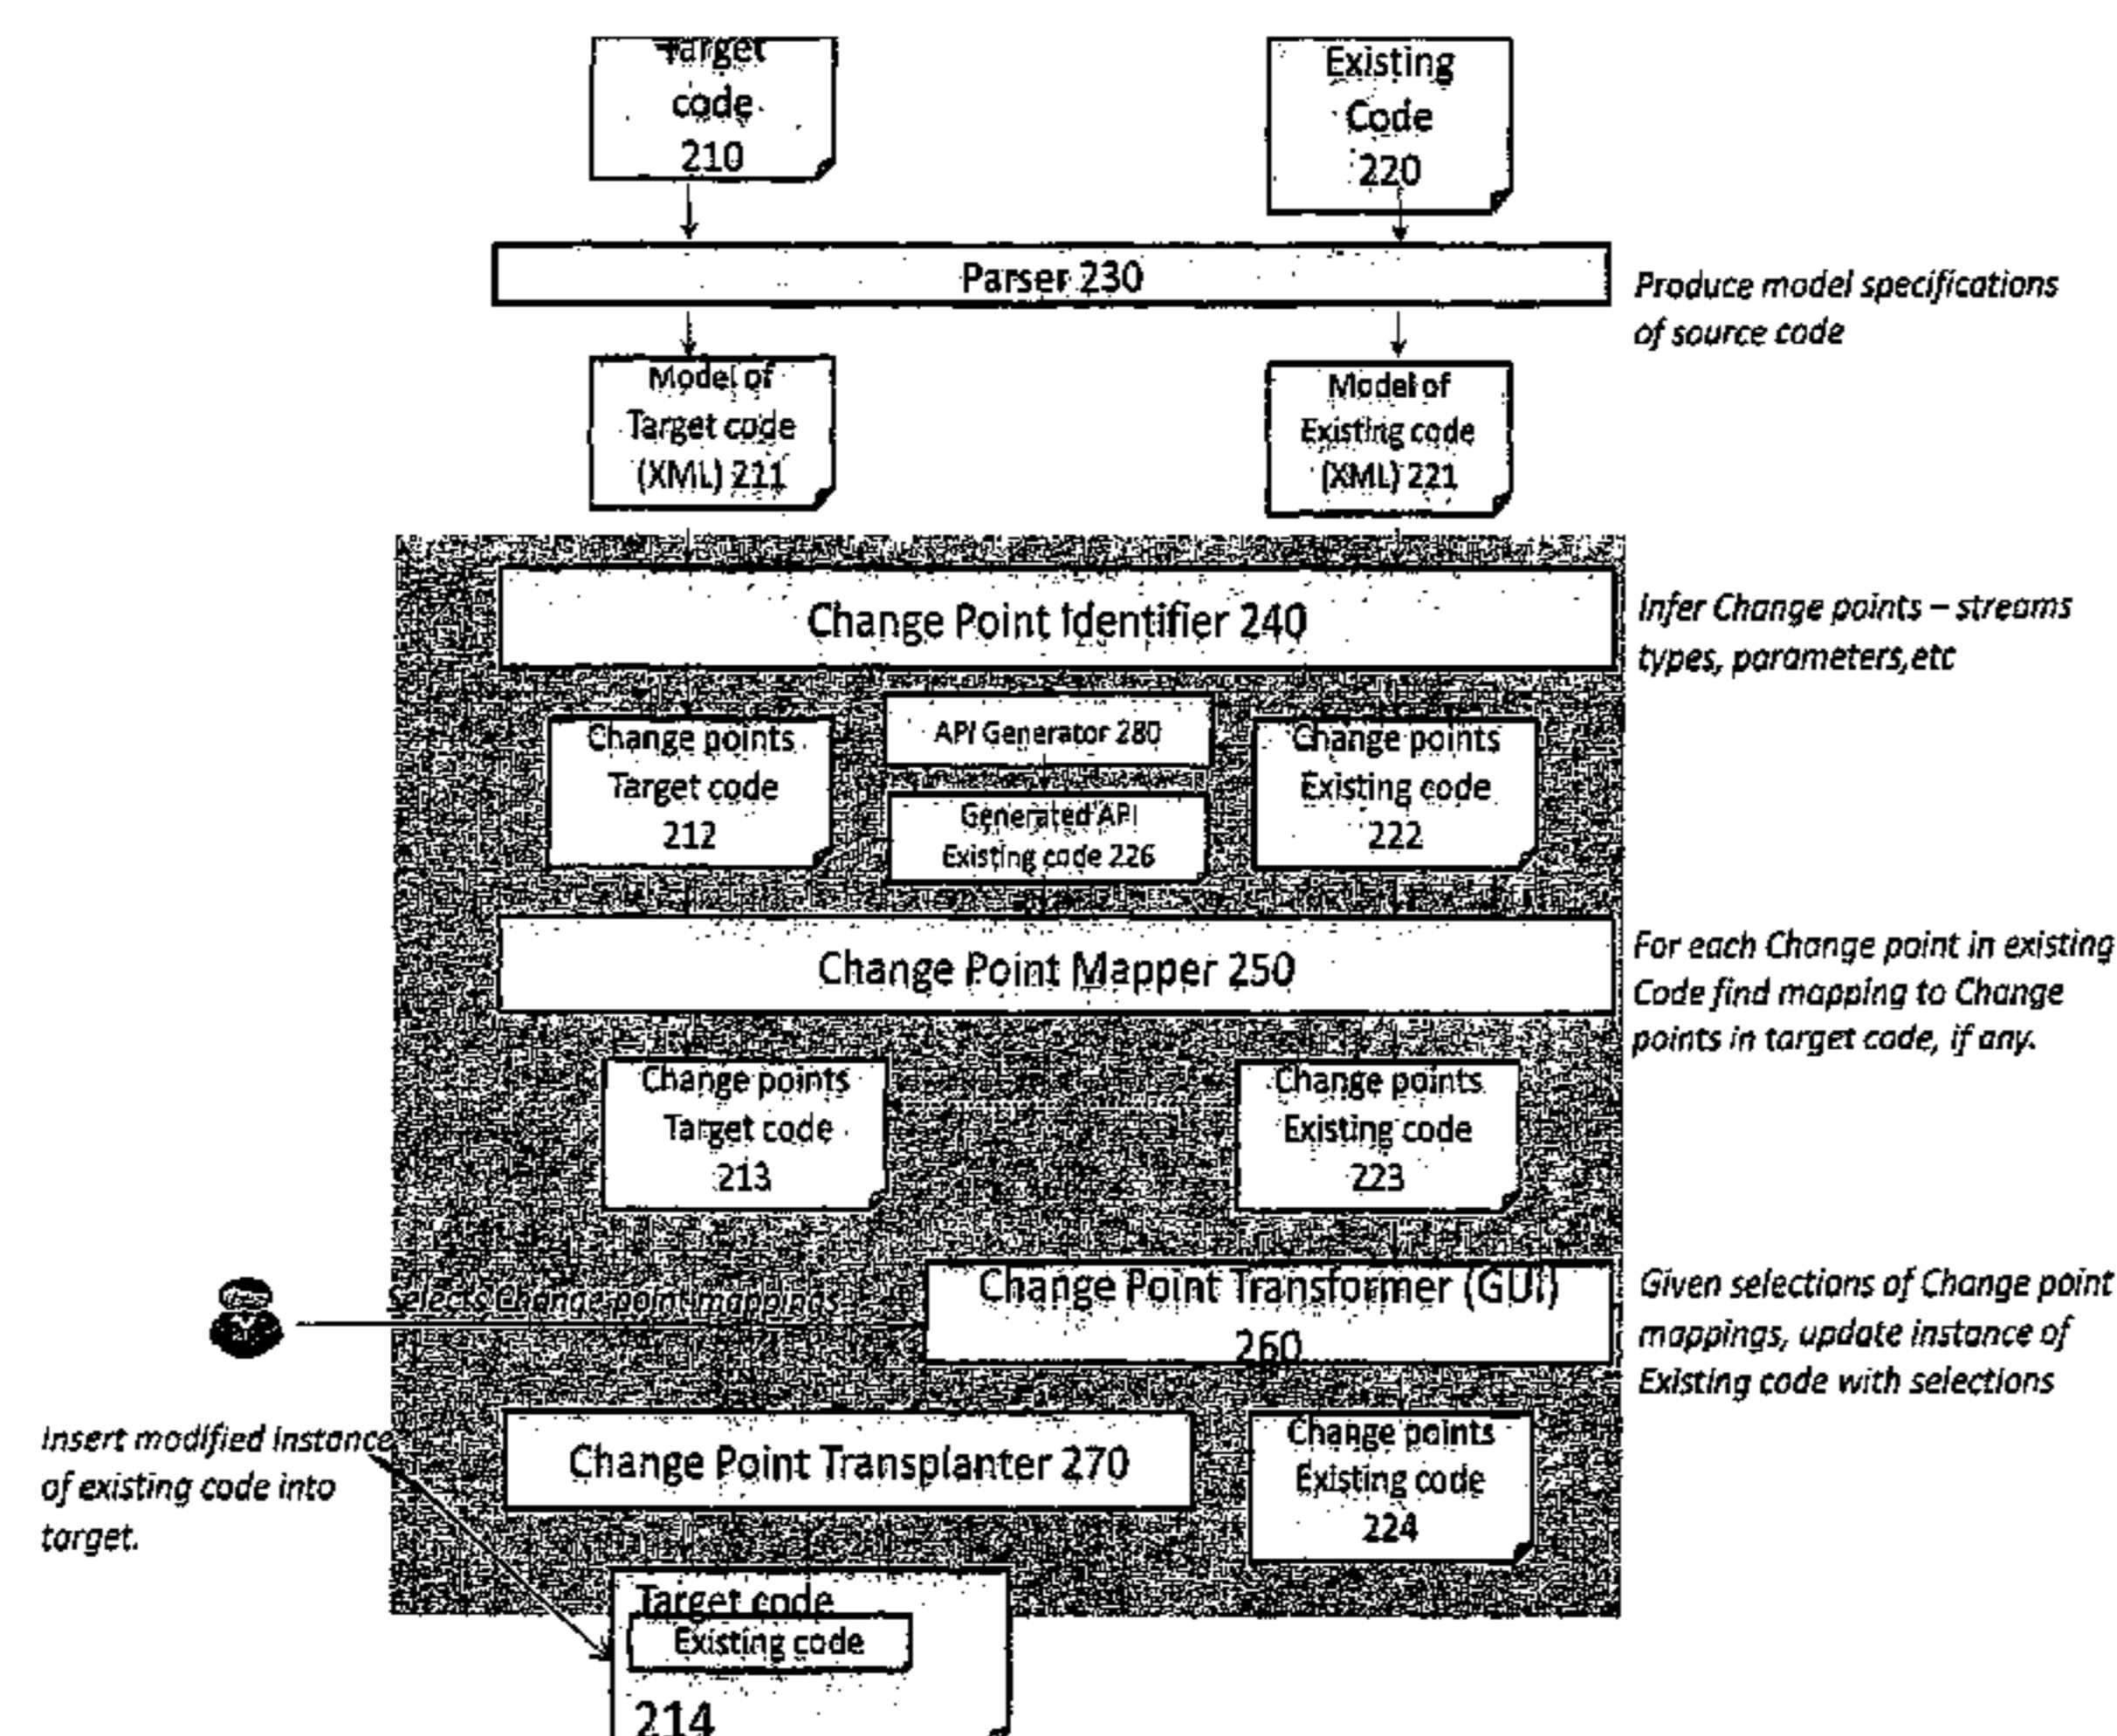 Target
code
210
Existing
Code
220
Parser 230
Produce model specifications
of source code
Model of
Target code
(XML) 211
Model of
Existing code
(XML) 221
Change Point Identifier 240
Infer Change points – streams
types, parameters,etc
Change points
Target code
212
API Generator 280
Generated API
Existing code 226
Change points
Existing code
222
Change Point Mapper 250
For each Change point in existing
Code find mapping to Change
points in target code, if any.
Change points
Target code
213
Change points
Existing code
223
Selects Change point mappings
Change Point Transformer (GUI)
260
Given selections of Change point
mappings, update instance of
Existing code with selections
Insert modified instance
of existing code into
target.
Change Point Transplanter 270
Change points
Existing code
224
Target code
Existing code
214